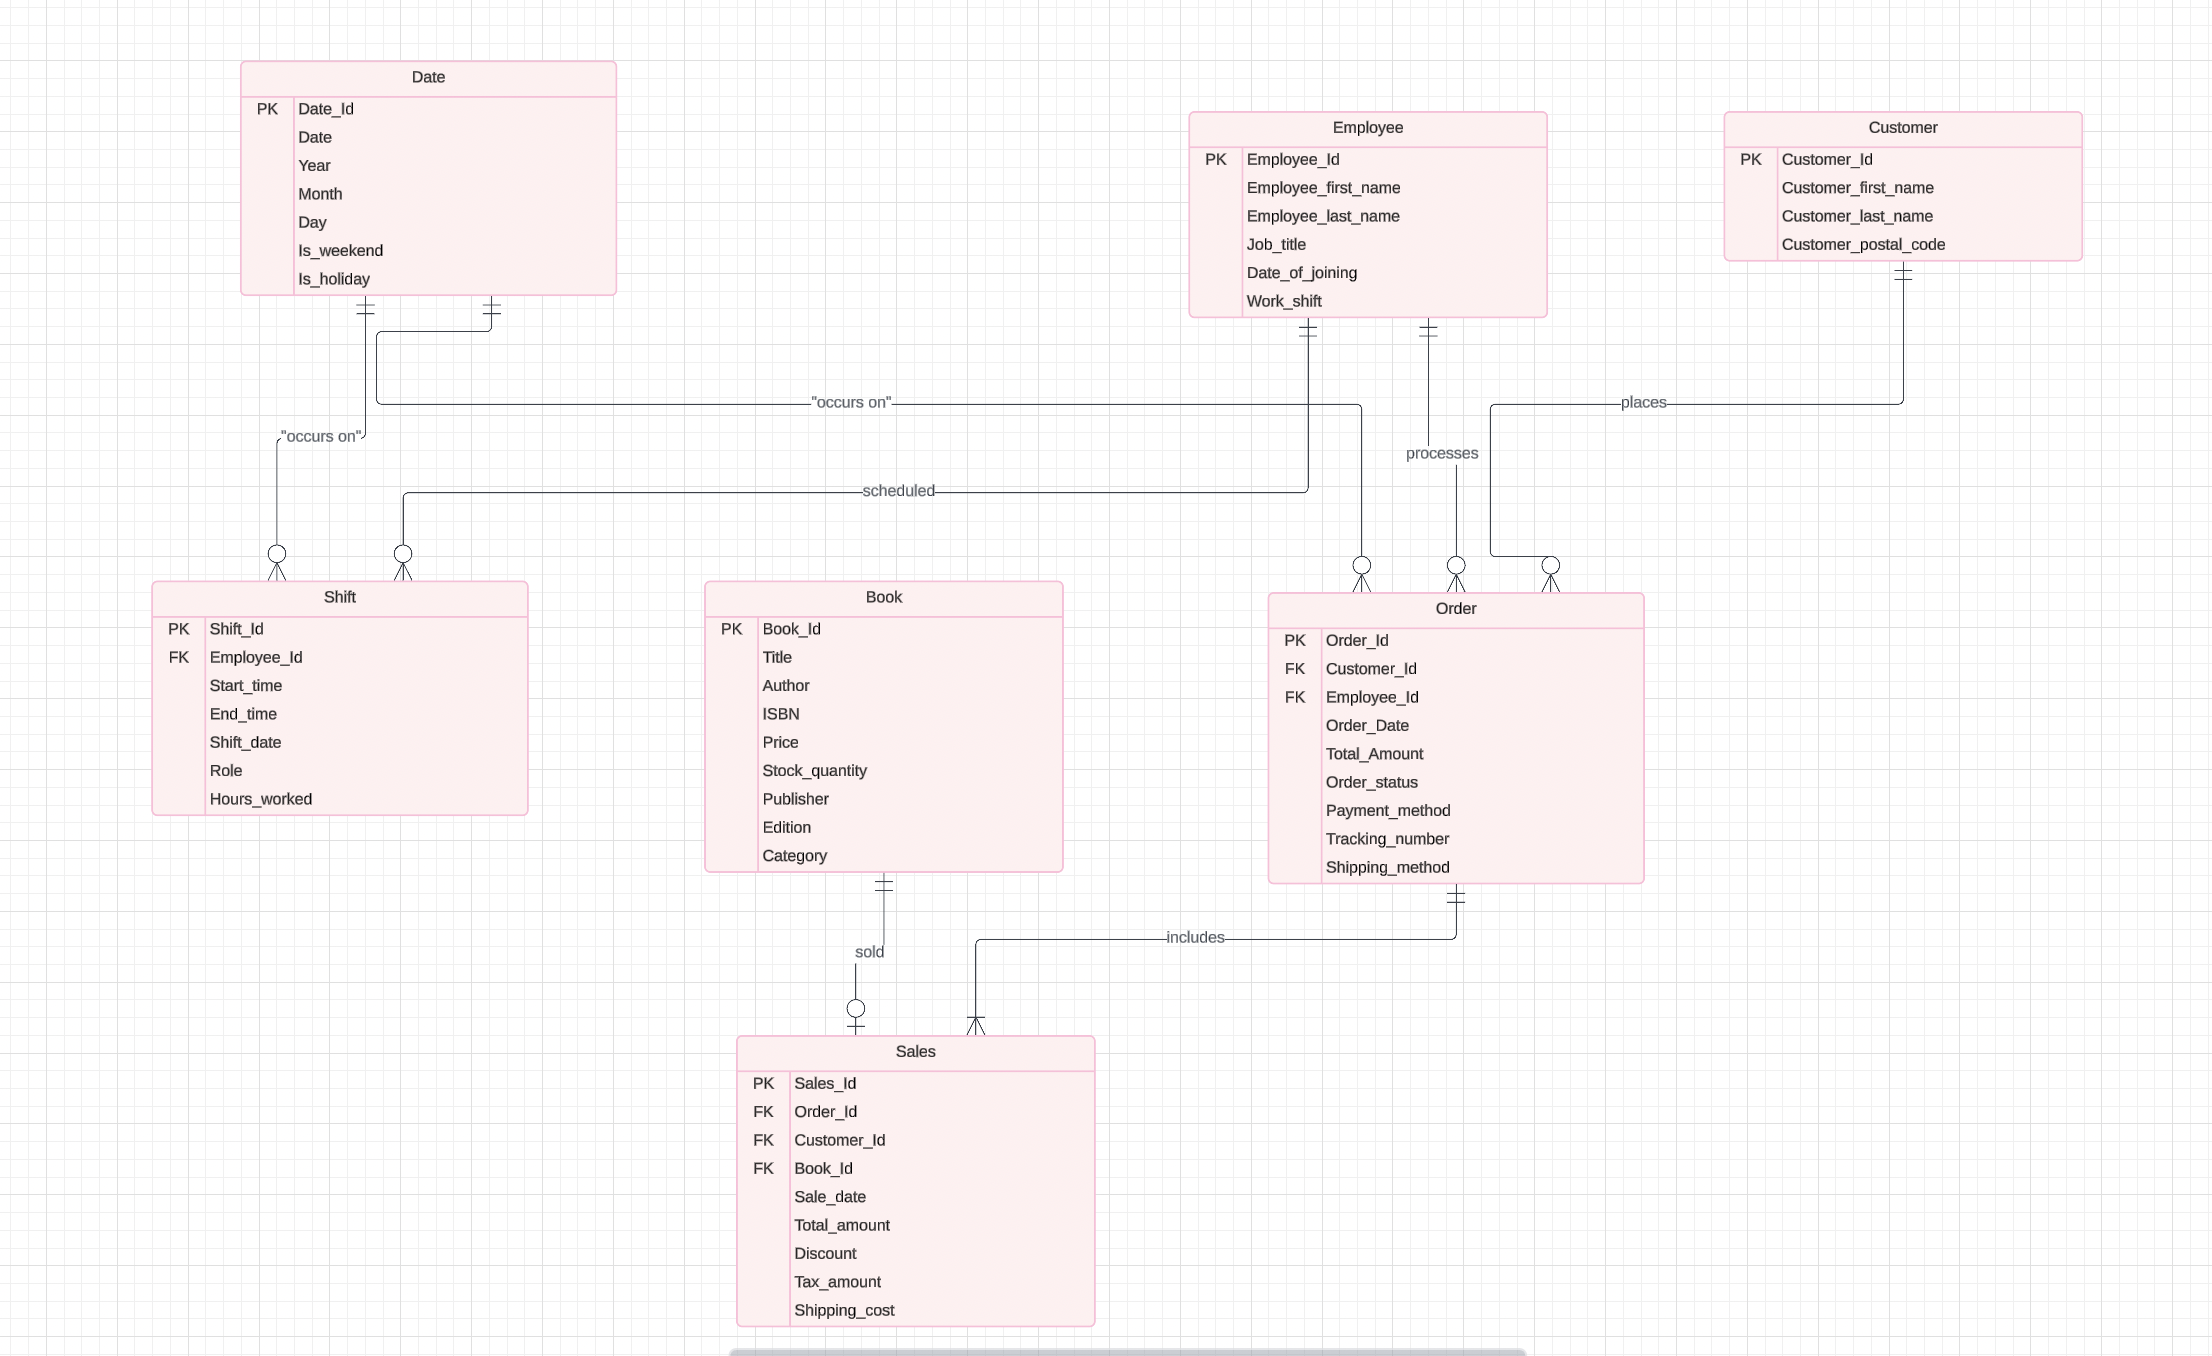 Date
PK Date_Id
Date
Year
Month
Day
Is_weekend
Is_holiday
Employee
PK Employee_Id
Employee_first_name
Employee_last_name
Job_title
Date_of_joining
Work_shift
Customer
PK Customer_Id
Customer_first_name
Customer_last_name
Customer_postal_code
"occurs on"
places
"occurs on"
processes
scheduled
Shift
PK Shift_Id
FK Employee_Id
Start_time
End_time
Shift_date
Role
Hours_worked
Book
PK Book_Id
Title
Author
ISBN
Price
Stock_quantity
Publisher
Edition
Category
Order
PK Order_Id
FK Customer_Id
FK Employee_Id
Order_Date
Total_Amount
Order_status
Payment_method
Tracking_number
Shipping_method
includes
sold
Sales
PK Sales_Id
FK Order_Id
FK Customer_Id
FK Book_Id
Sale_date
Total_amount
Discount
Tax_amount
Shipping_cost